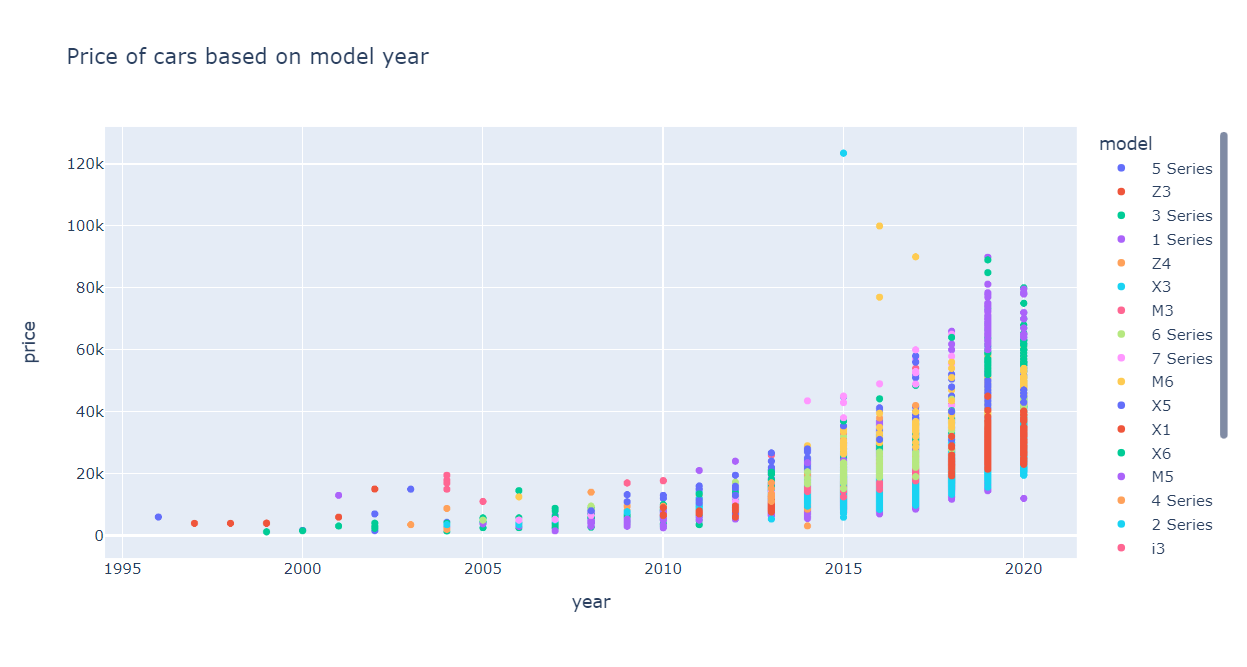 Price of cars based on model year
price
120k
100k
80k
60k
40k
20k
0
1995 2000 2005 2010 2015 2020
year
model
5 Series
Z3
3 Series
1 Series
Z4
X3
M3
6 Series
7 Series
M6
X5
X1
X6
M5
4 Series
2 Series
i3